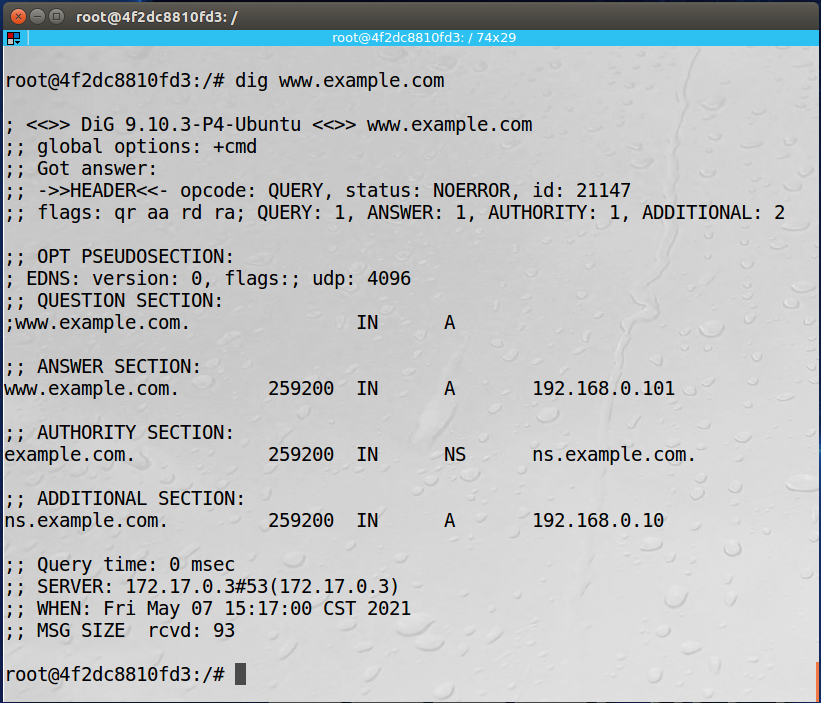 root@4f2dc8810fd3: /
root@4f2dc8810fd3: / 74x29
root@4f2dc8810fd3:/# dig www.example.com
; <<>> DiG 9.10.3-P4-Ubuntu <<>> www.example.com
;; global options: +cmd
;; Got answer:
;; ->>HEADER<<- opcode: QUERY, status: NOERROR, id: 21147
;; flags: qr aa rd ra; QUERY: 1, ANSWER: 1, AUTHORITY: 1, ADDITIONAL: 2
;; OPT PSEUDOSECTION:
; EDNS: version: 0, flags:; udp: 4096
;; QUESTION SECTION:
;www.example.com. IN A
;; ANSWER SECTION:
www.example.com. 259200 IN A 192.168.0.101
;; AUTHORITY SECTION:
example.com. 259200 IN NS ns.example.com.
;; ADDITIONAL SECTION:
ns.example.com. 259200 IN A 192.168.0.10
;; Query time: 0 msec
;; SERVER: 172.17.0.3#53(172.17.0.3)
;; WHEN: Fri May 07 15:17:00 CST 2021
;; MSG SIZE rcvd: 93
root@4f2dc8810fd3:/#